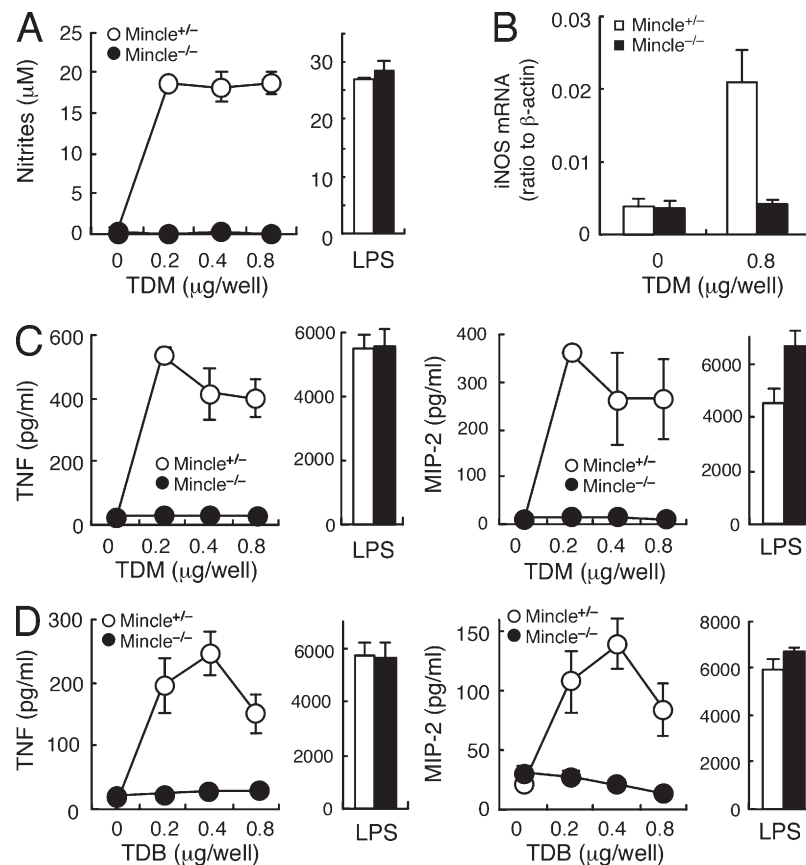 A
Mincle+/–
Mincle–/–
Nitrites (μM)
25
20
15
10
5
0
0 0.2 0.4 0.8
TDM (μg/well)
30
20
10
0
LPS
B
Mincle+/–
Mincle–/–
iNOS mRNA
(ratio to β-actin)
0.03
0.02
0.01
0
0 0.8
TDM (μg/well)
C
TNF (pg/ml)
600
400
200
0
Mincle+/–
Mincle–/–
0 0.2 0.4 0.8
TDM (μg/well)
6000
4000
2000
0
LPS
MIP-2 (pg/ml)
400
300
200
100
0
Mincle+/–
Mincle–/–
0 0.2 0.4 0.8
TDM (μg/well)
6000
4000
2000
0
LPS
D
Mincle+/–
Mincle–/–
TNF (pg/ml)
300
200
100
0
0 0.2 0.4 0.8
TDB (μg/well)
6000
4000
2000
0
LPS
Mincle+/–
Mincle–/–
MIP-2 (pg/ml)
150
100
50
0
0 0.2 0.4 0.8
TDB (μg/well)
8000
6000
4000
2000
0
LPS